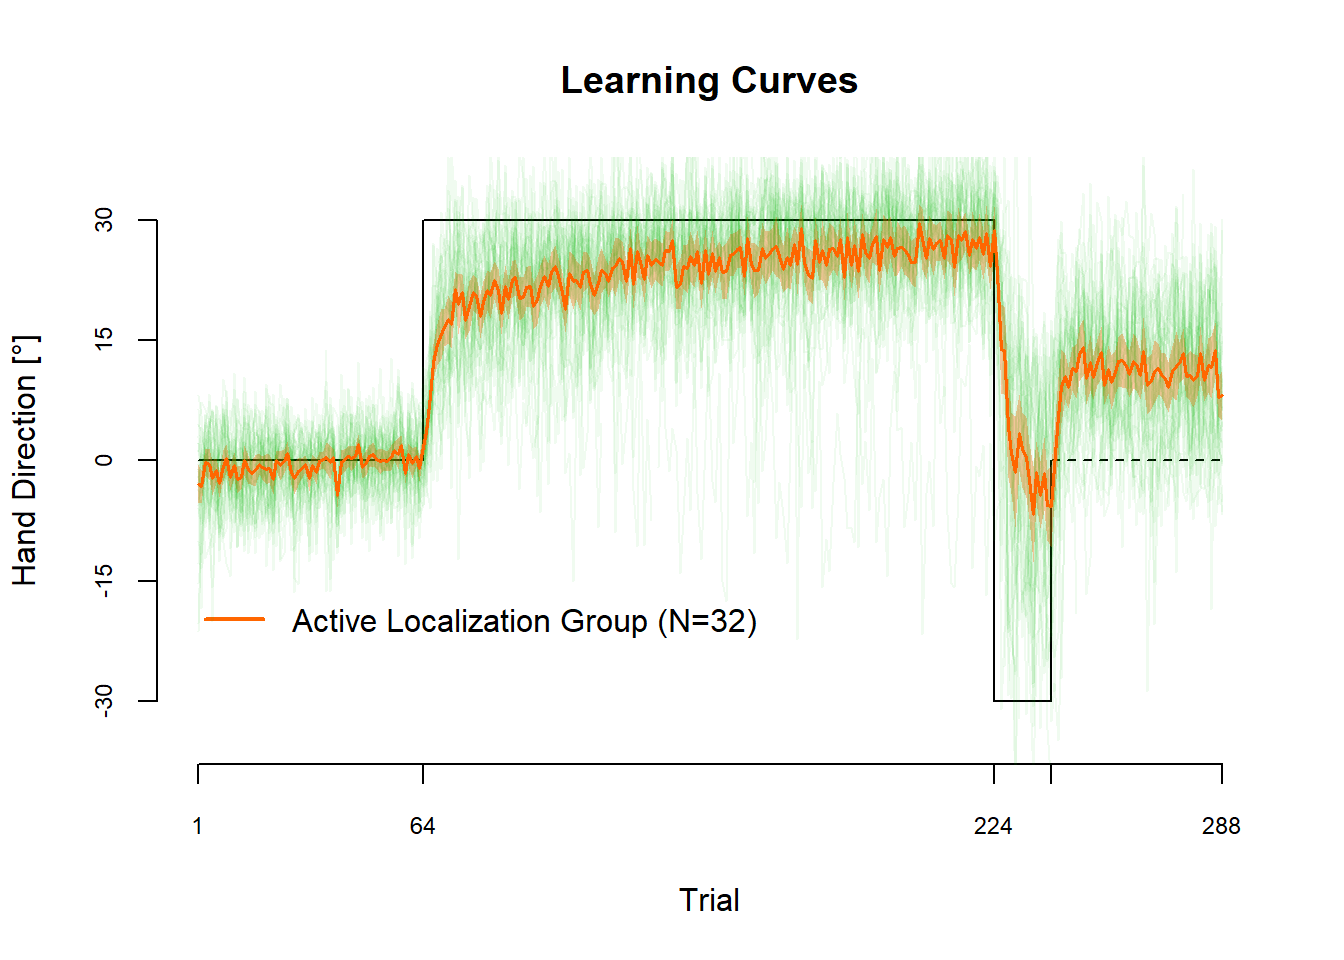 Learning Curves
Hand Direction [°]
30
15
0
-15
-30
Active Localization Group (N=32)
1 64 224 288
Trial